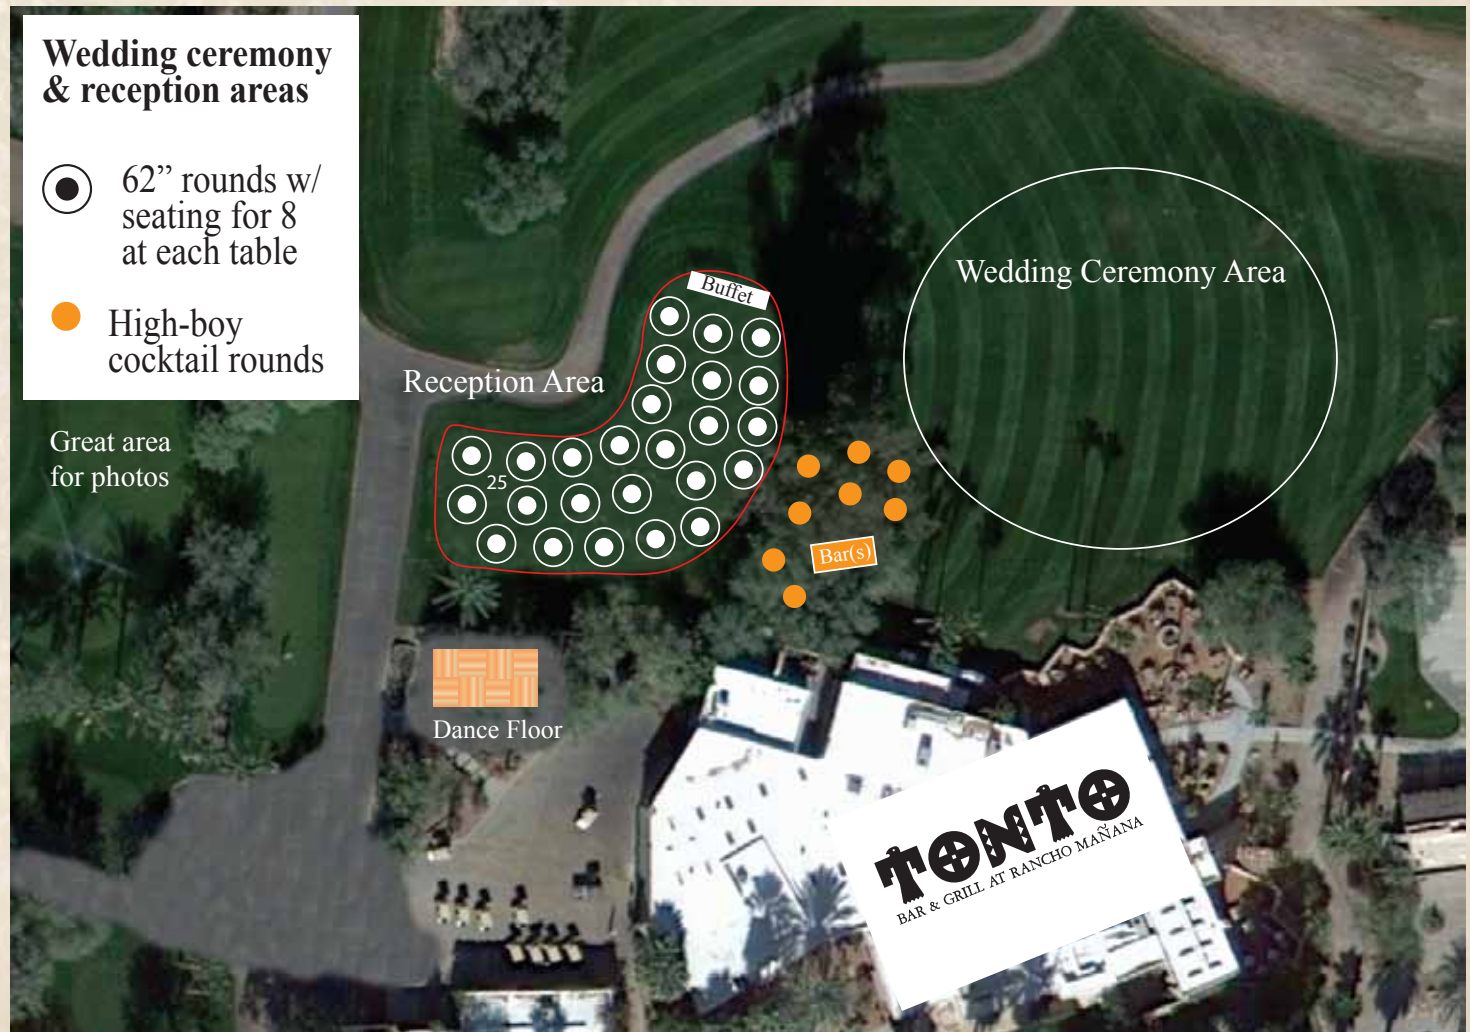 Wedding ceremony
& reception areas
62” rounds w/
seating for 8
at each table
High-boy
cocktail rounds
Great area
for photos
Reception Area
Buffet
Wedding Ceremony Area
25
Bar(s)
Dance Floor
TONTO
BAR & GRILL AT RANCHO MAÑANA